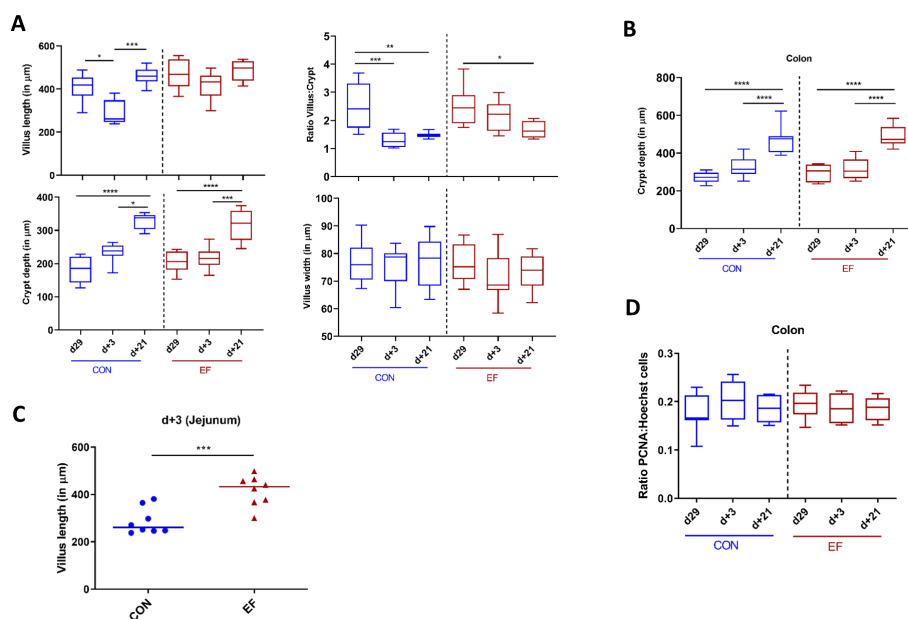 A
600
400
200
0
Villus length (in µm)
*
***
5
4
3
2
1
0
Ratio Villus:Crypt
**
***
*
400
300
200
100
0
Crypt depth (in µm)
****
*
****
***
d29
d+3
d+21
d29
d+3
d+21
CON
EF
100
90
80
70
60
50
Villus width (in µm)
d29
d+3
d+21
d29
d+3
d+21
CON
EF
B
Colon
800
600
400
200
0
Crypt depth (in µm)
****
****
****
****
d29
d+3
d+21
d29
d+3
d+21
CON
EF
C
d+3 (Jejunum)
600
400
200
0
Villus length (in µm)
***
CON
EF
D
Colon
0.3
0.2
0.1
0.0
Ratio PCNA:Hoechst cells
d29
d+3
d+21
d29
d+3
d+21
CON
EF